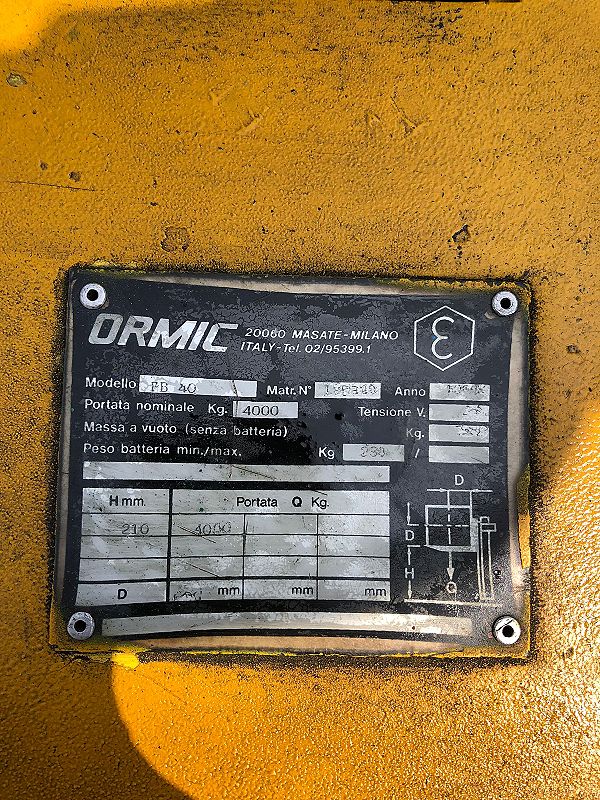 ORMIC
20060 MASATE-MILANO
ITALY-Tel. 02/95399.1
Modello 40 Matr. N° Anno
Portata nominale Kg. 4000 Tensione V.
Massa a vuoto (senza batteria) Kg.
Peso batteria min./max. Kg 230 /
H mm. Portata Q Kg.
210 4000
D mm mm mm
D
D
H
Q